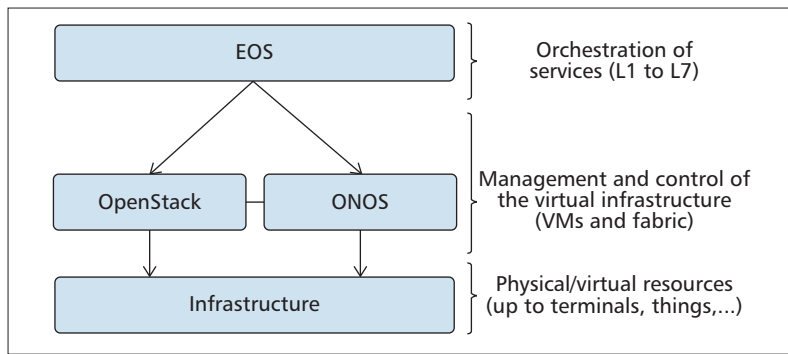 EOS
Orchestration of
services (L1 to L7)
OpenStack
ONOS
Management and control of
the virtual infrastructure
(VMs and fabric)
Infrastructure
Physical/virtual resources
(up to terminals, things,...)